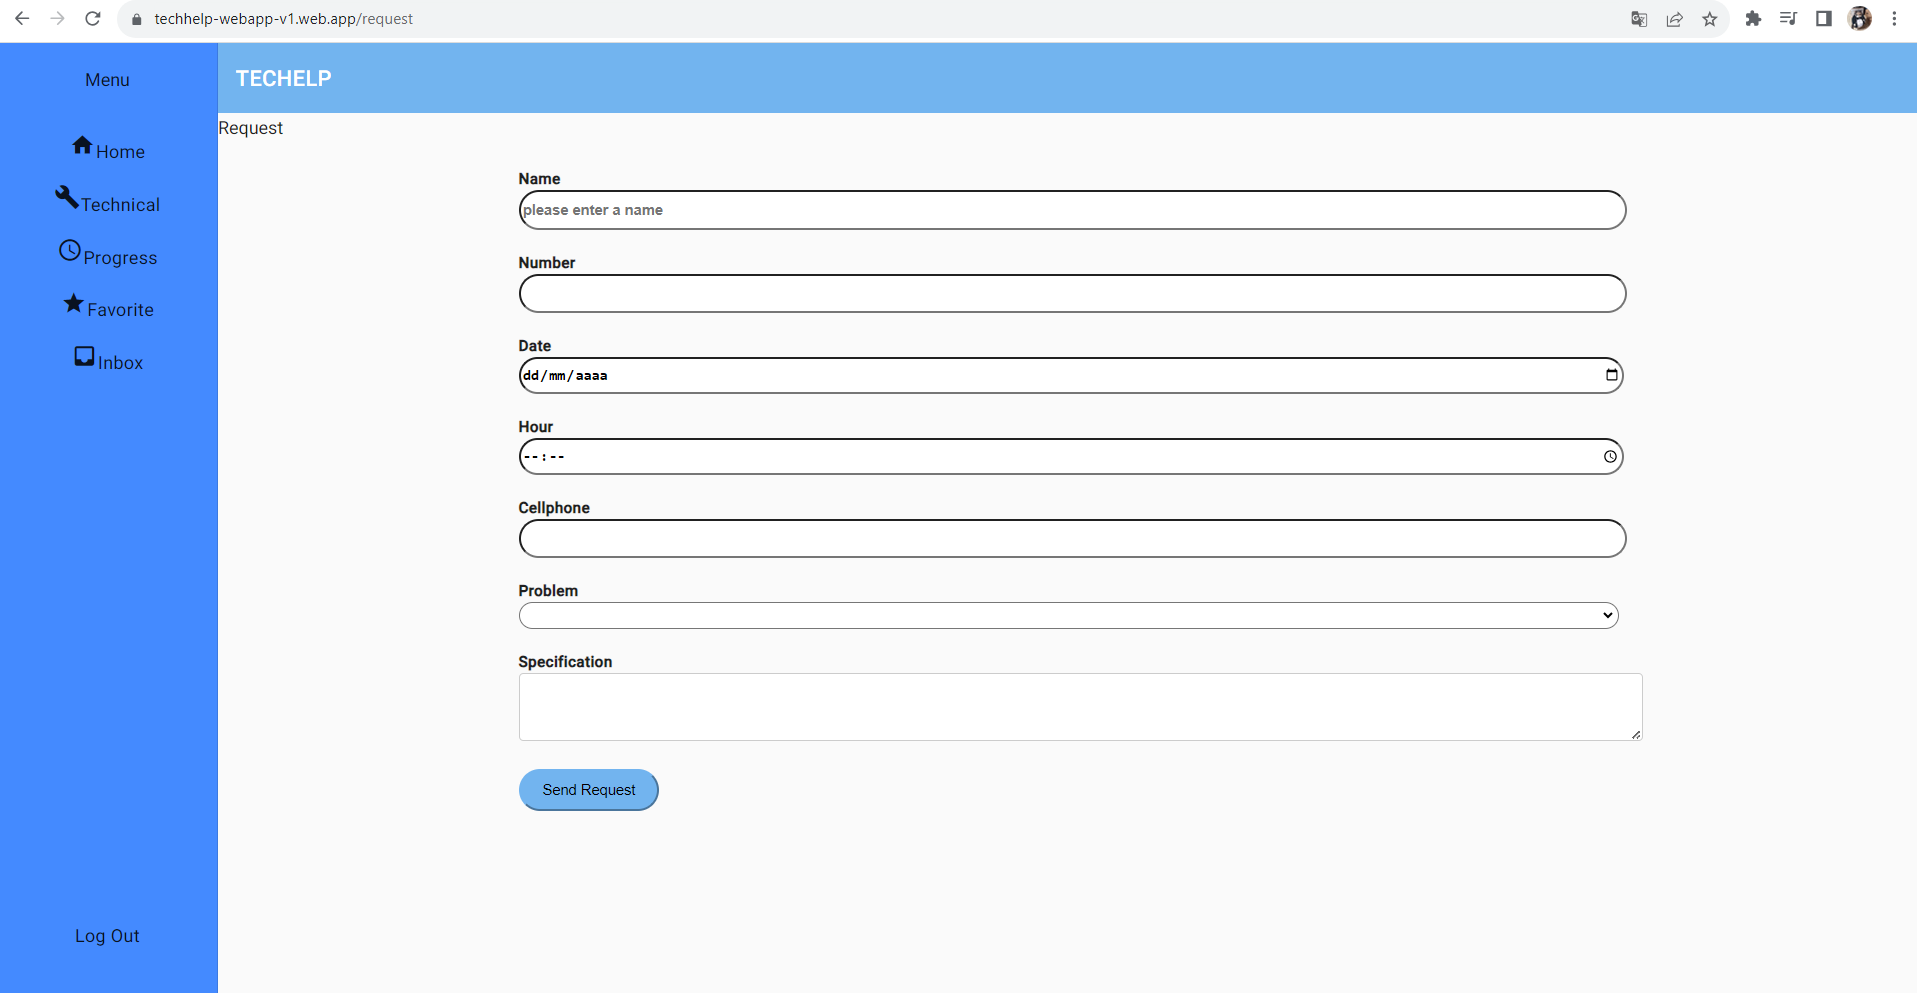 techhelp-webapp-v1.web.app/request
Menu
TECHELP
Home
Technical
Progress
Favorite
Inbox
Log Out
Request
Name
please enter a name
Number
Date
dd/mm/aaaa
Hour
--:--
Cellphone
Problem
Specification
Send Request